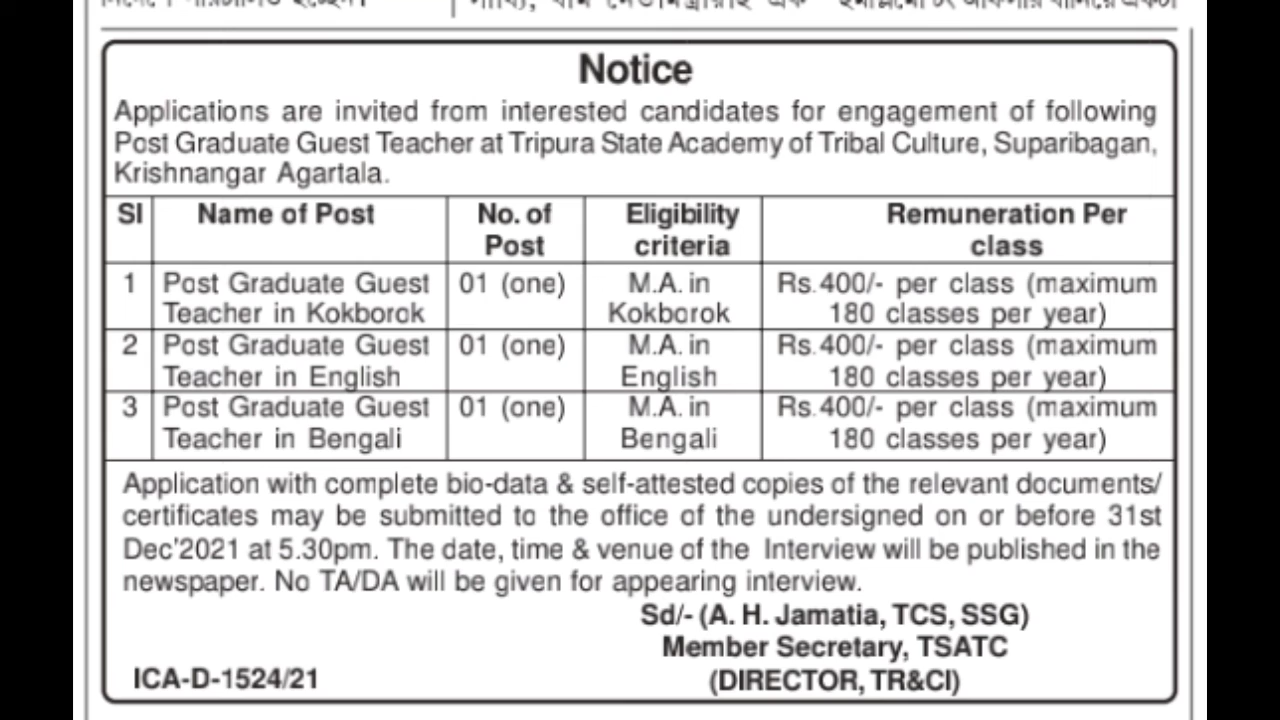 Notice
Applications are invited from interested candidates for engagement of following
Post Graduate Guest Teacher at Tripura State Academy of Tribal Culture, Suparibagan,
Krishnangar Agartala.
Sl Name of Post No. of Post Eligibility criteria Remuneration Per class
1 Post Graduate Guest Teacher in Kokborok 01 (one) M.A. in Kokborok Rs.400/- per class (maximum 180 classes per year)
2 Post Graduate Guest Teacher in English 01 (one) M.A. in English Rs.400/- per class (maximum 180 classes per year)
3 Post Graduate Guest Teacher in Bengali 01 (one) M.A. in Bengali Rs.400/- per class (maximum 180 classes per year)
Application with complete bio-data & self-attested copies of the relevant documents/
certificates may be submitted to the office of the undersigned on or before 31st
Dec'2021 at 5.30pm. The date, time & venue of the Interview will be published in the
newspaper. No TA/DA will be given for appearing interview.
Sd/- (A. H. Jamatia, TCS, SSG)
Member Secretary, TSATC
ICA-D-1524/21 (DIRECTOR, TR&CI)